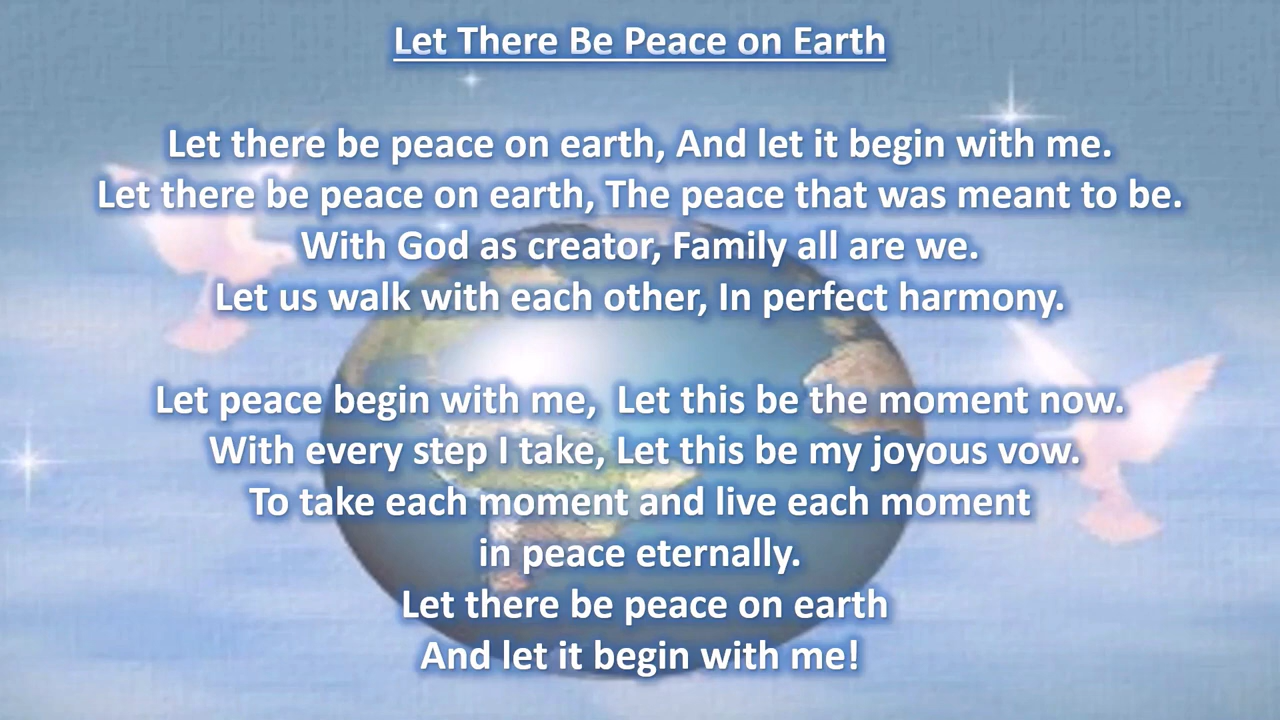 Let There Be Peace on Earth
Let there be peace on earth, And let it begin with me.
Let there be peace on earth, The peace that was meant to be.
With God as creator, Family all are we.
Let us walk with each other, In perfect harmony.
Let peace begin with me,  Let this be the moment now.
With every step I take, Let this be my joyous vow.
To take each moment and live each moment
in peace eternally.
Let there be peace on earth
And let it begin with me!